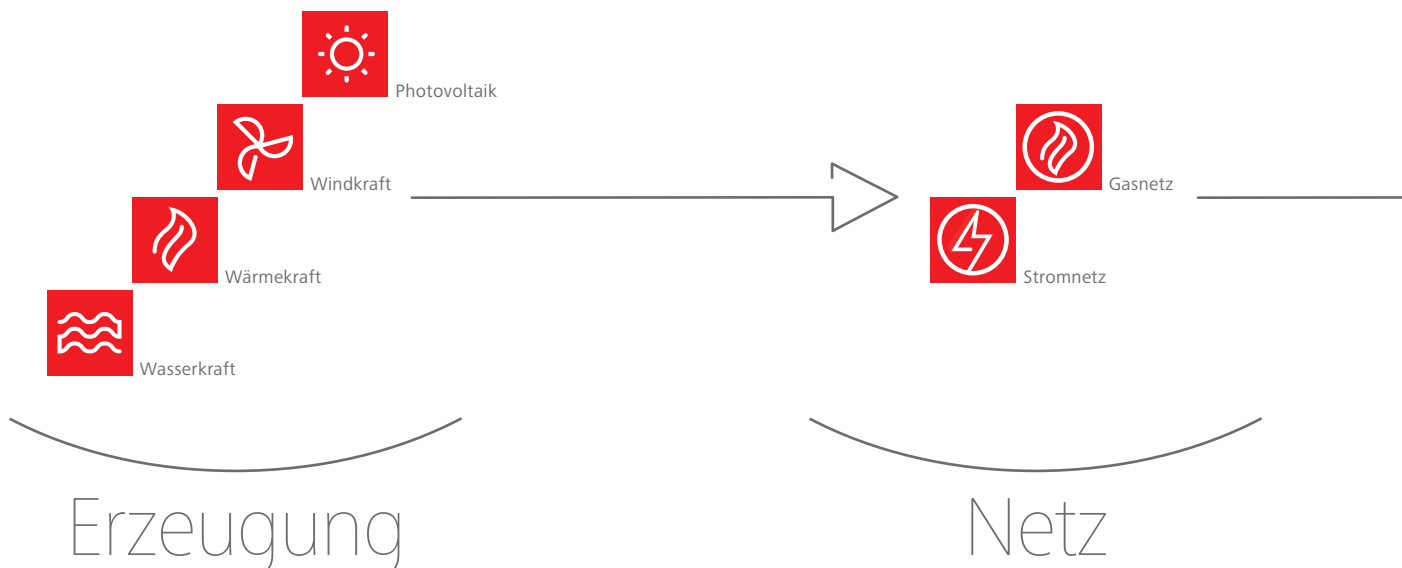 Photovoltaik
Windkraft
Gasnetz
Wärmekraft
Stromnetz
Wasserkraft
Erzeugung
Netz